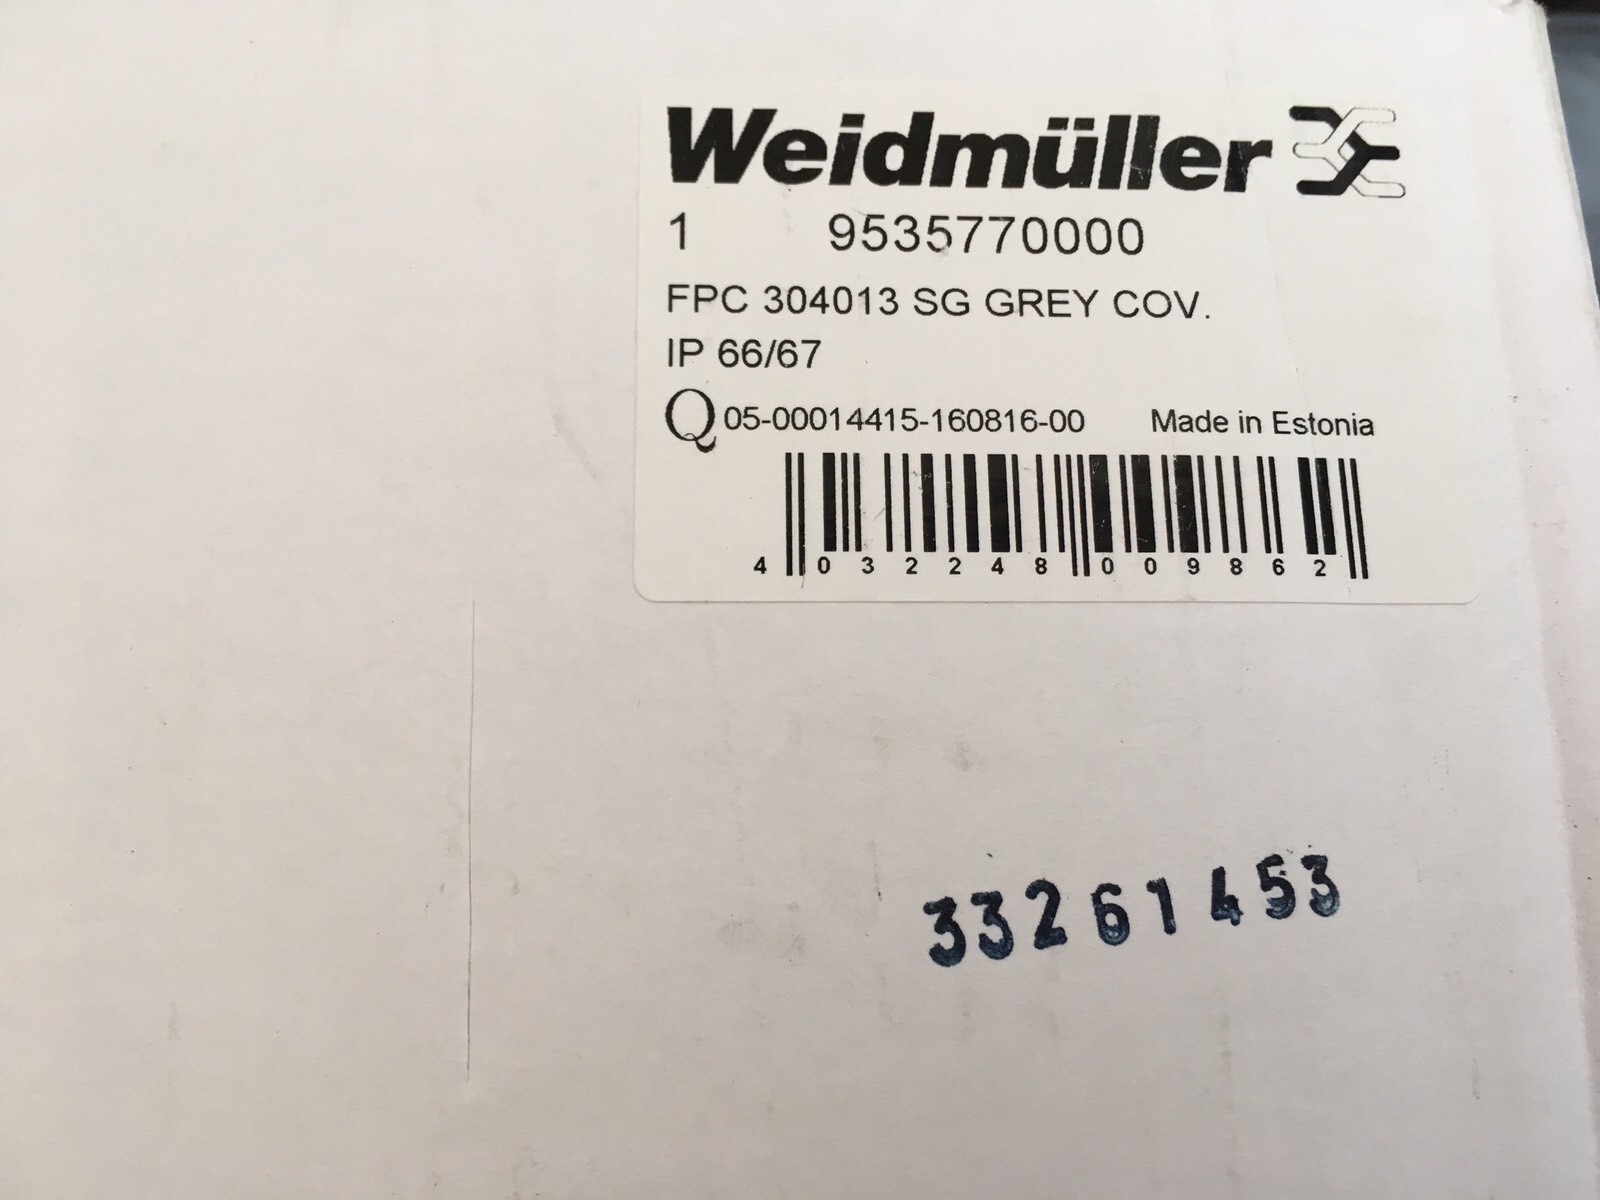 Weidmüller
1 9535770000
FPC 304013 SG GREY COV.
IP 66/67
Q 05-00014415-160816-00 Made in Estonia
4 032248 009862
33261453